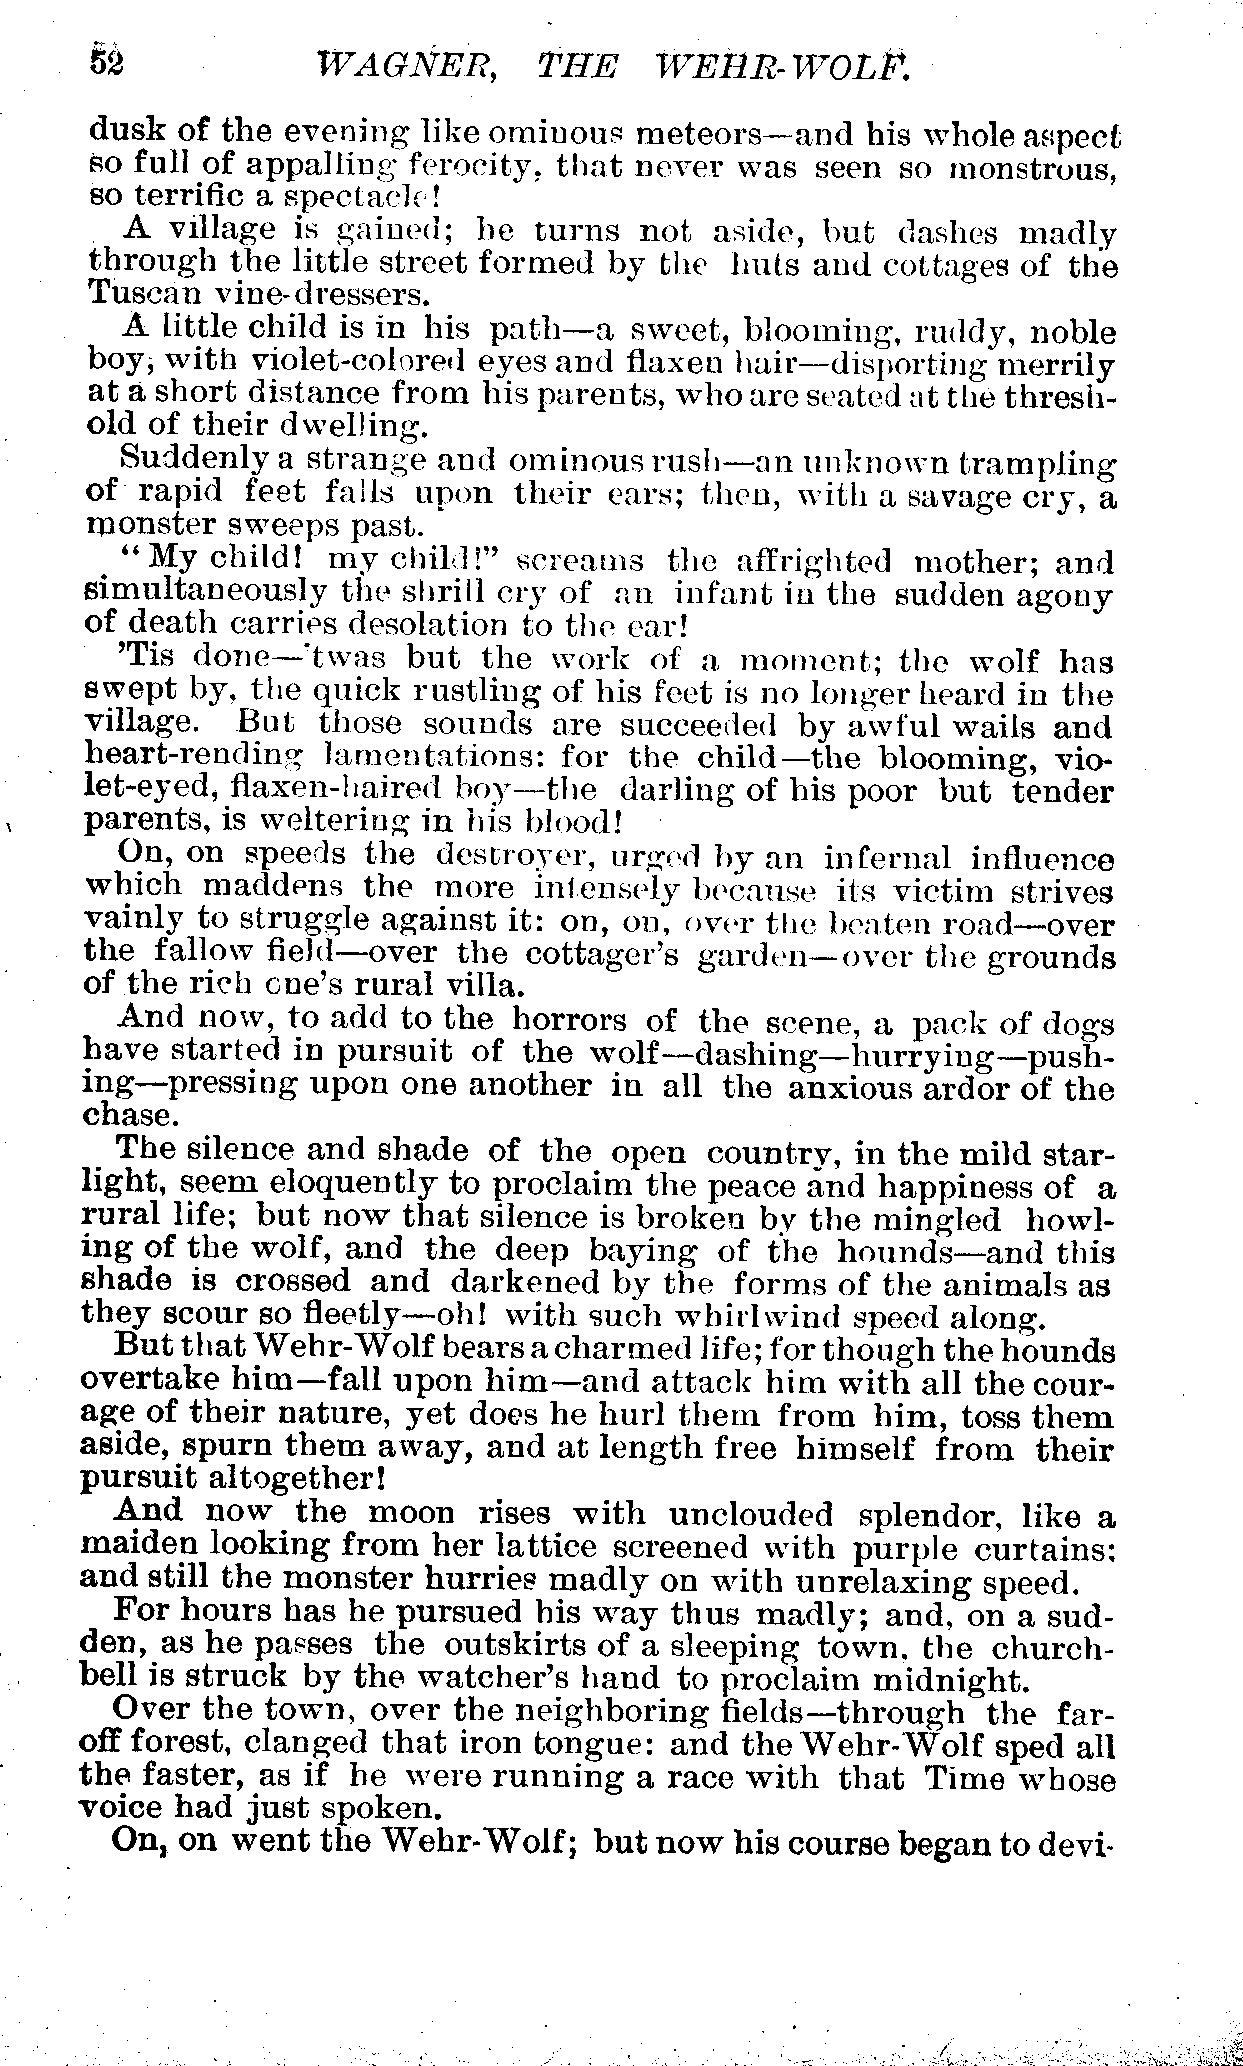 52 WAGNER, THE WEHR-WOLF.
dusk of the evening like ominous meteors—and his whole aspect
so full of appalling ferocity, that never was seen so monstrous,
so terrific a spectacle!
A village is gained; he turns not aside, but dashes madly
through the little street formed by the huts and cottages of the
Tuscan vine-dressers.
A little child is in his path—a sweet, blooming, ruddy, noble
boy, with violet-colored eyes and flaxen hair—disporting merrily
at a short distance from his parents, who are seated at the thresh-
old of their dwelling.
Suddenly a strange and ominous rush—an unknown trampling
of rapid feet falls upon their ears; then, with a savage cry, a
monster sweeps past.
"My child! my child!" screams the affrighted mother; and
simultaneously the shrill cry of an infant in the sudden agony
of death carries desolation to the ear!
'Tis done—'twas but the work of a moment; the wolf has
swept by, the quick rustling of his feet is no longer heard in the
village. But those sounds are succeeded by awful wails and
heart-rending lamentations: for the child—the blooming, vio-
let-eyed, flaxen-haired boy—the darling of his poor but tender
parents, is weltering in his blood!
On, on speeds the destroyer, urged by an infernal influence
which maddens the more intensely because its victim strives
vainly to struggle against it: on, on, over the beaten road—over
the fallow field—over the cottager's garden—over the grounds
of the rich one's rural villa.
And now, to add to the horrors of the scene, a pack of dogs
have started in pursuit of the wolf—dashing—hurrying—push-
ing—pressing upon one another in all the anxious ardor of the
chase.
The silence and shade of the open country, in the mild star-
light, seem eloquently to proclaim the peace and happiness of a
rural life; but now that silence is broken by the mingled howl-
ing of the wolf, and the deep baying of the hounds—and this
shade is crossed and darkened by the forms of the animals as
they scour so fleetly—oh! with such whirlwind speed along.
But that Wehr-Wolf bears a charmed life; for though the hounds
overtake him—fall upon him—and attack him with all the cour-
age of their nature, yet does he hurl them from him, toss them
aside, spurn them away, and at length free himself from their
pursuit altogether!
And now the moon rises with unclouded splendor, like a
maiden looking from her lattice screened with purple curtains;
and still the monster hurries madly on with unrelaxing speed.
For hours has he pursued his way thus madly; and, on a sud-
den, as he passes the outskirts of a sleeping town, the church-
bell is struck by the watcher's hand to proclaim midnight.
Over the town, over the neighboring fields—through the far-
off forest, clanged that iron tongue: and the Wehr-Wolf sped all
the faster, as if he were running a race with that Time whose
voice had just spoken.
On, on went the Wehr-Wolf; but now his course began to devi-